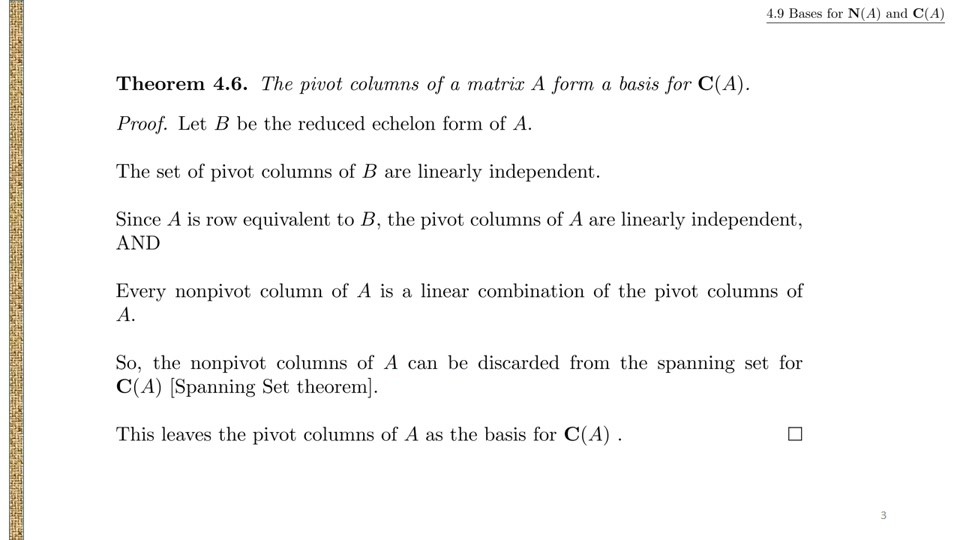 4.9 Bases for N(A) and C(A)
Theorem 4.6. The pivot columns of a matrix A form a basis for C(A).
Proof. Let B be the reduced echelon form of A.
The set of pivot columns of B are linearly independent.
Since A is row equivalent to B, the pivot columns of A are linearly independent,
AND
Every nonpivot column of A is a linear combination of the pivot columns of
A.
So, the nonpivot columns of A can be discarded from the spanning set for
C(A) [Spanning Set theorem].
This leaves the pivot columns of A as the basis for C(A) . □
3